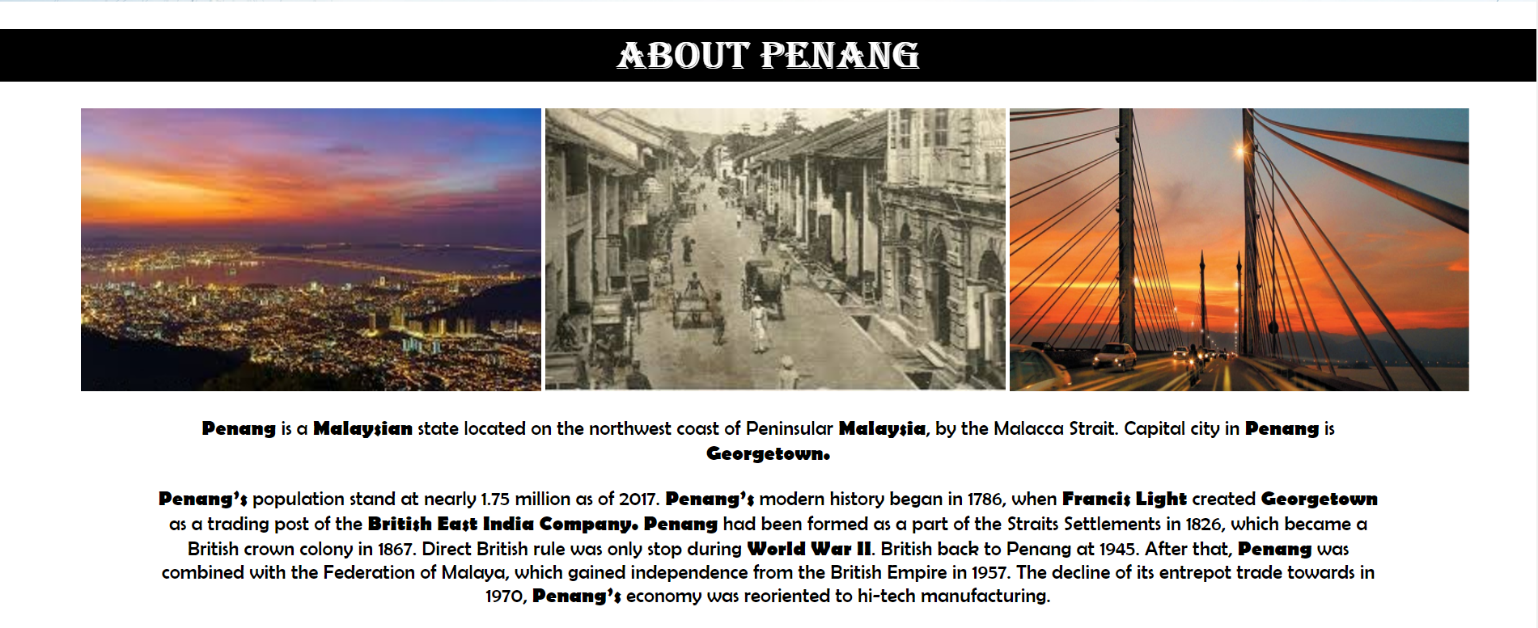 ABOUT PENANG
Penang is a Malaysian state located on the northwest coast of Peninsular Malaysia, by the Malacca Strait. Capital city in Penang is
Georgetown.
Penang's population stand at nearly 1.75 million as of 2017. Penang's modern history began in 1786, when Francis Light created Georgetown
as a trading post of the British East India Company. Penang had been formed as a part of the Straits Settlements in 1826, which became a
British crown colony in 1867. Direct British rule was only stop during World War II. British back to Penang at 1945. After that, Penang was
combined with the Federation of Malaya, which gained independence from the British Empire in 1957. The decline of its entrepot trade towards in
1970, Penang's economy was reoriented to hi-tech manufacturing.